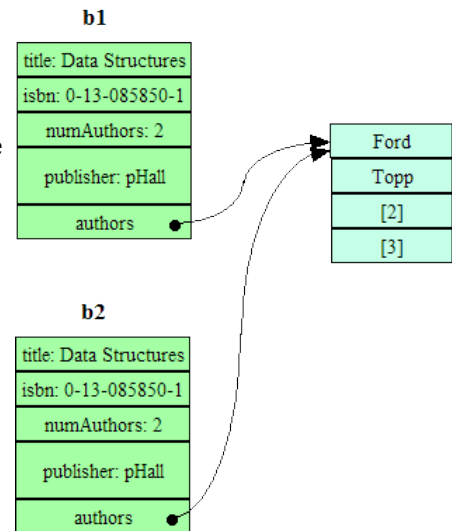 b1
title: Data Structures
isbn: 0-13-085850-1
numAuthors: 2
publisher: pHall
authors
Ford
Topp
[2]
[3]
b2
title: Data Structures
isbn: 0-13-085850-1
numAuthors: 2
publisher: pHall
authors